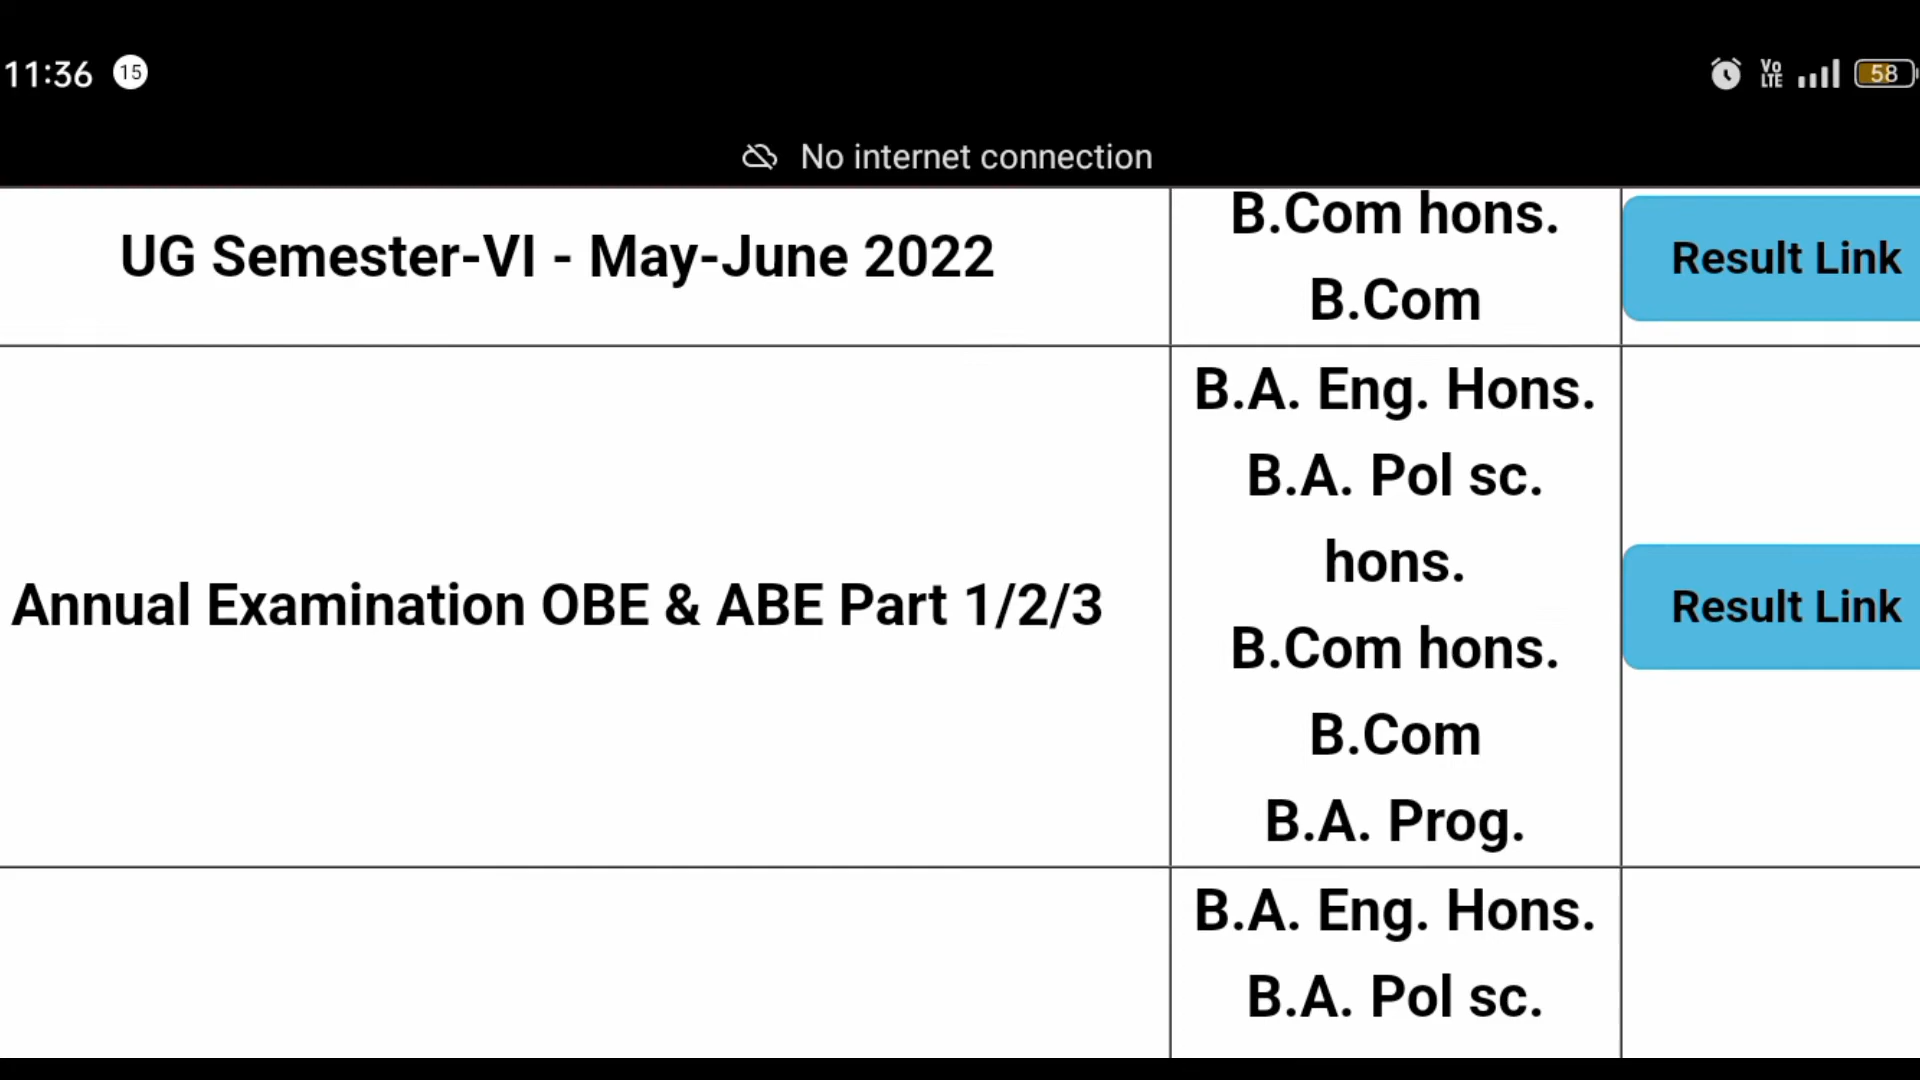 11:36 15
Vo LTE 58
No internet connection
UG Semester-VI - May-June 2022
B.Com hons.
B.Com
Result Link
Annual Examination OBE & ABE Part 1/2/3
B.A. Eng. Hons.
B.A. Pol sc.
hons.
B.Com hons.
B.Com
B.A. Prog.
Result Link
B.A. Eng. Hons.
B.A. Pol sc.